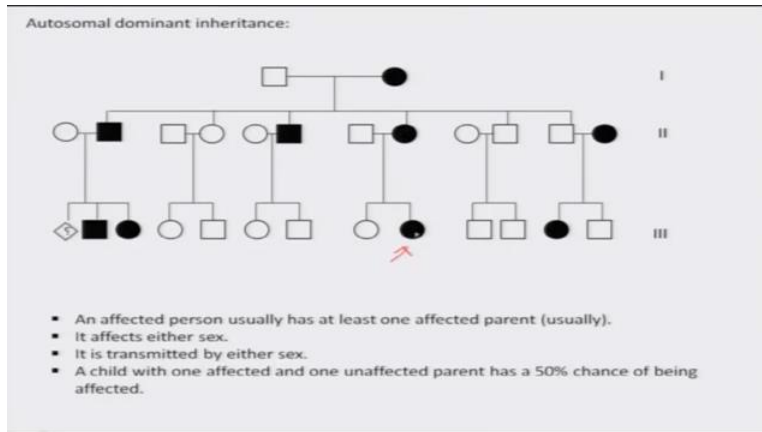 Autosomal dominant inheritance:
I
II
5
III
▪ An affected person usually has at least one affected parent (usually).
▪ It affects either sex.
▪ It is transmitted by either sex.
▪ A child with one affected and one unaffected parent has a 50% chance of being
affected.